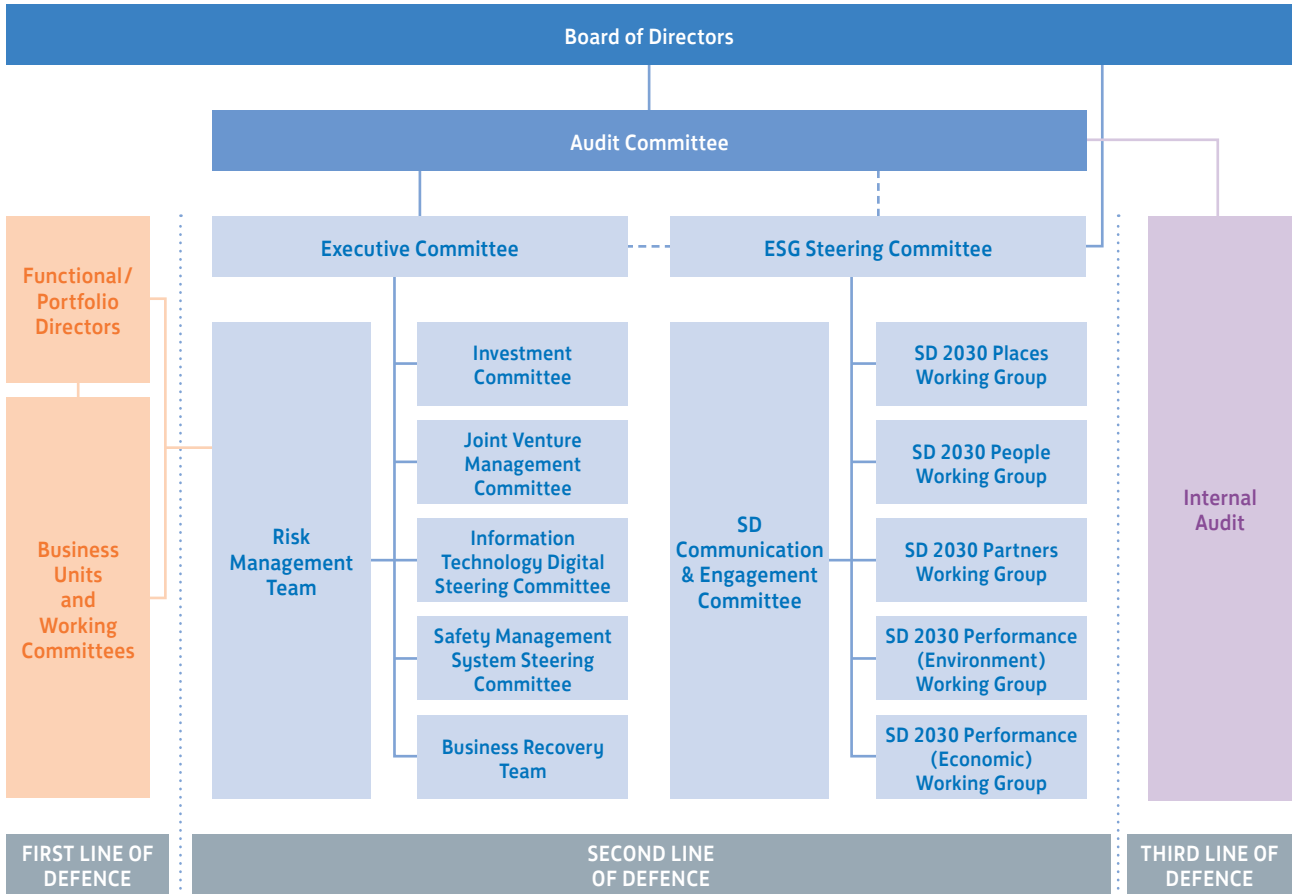 Board of Directors
Audit Committee
Executive Committee
ESG Steering Committee
Functional/
Portfolio
Directors
Business
Units
and
Working
Committees
Risk
Management
Team
Investment
Committee
Joint Venture
Management
Committee
Information
Technology Digital
Steering Committee
Safety Management
System Steering
Committee
Business Recovery
Team
SD
Communication
& Engagement
Committee
SD 2030 Places
Working Group
SD 2030 People
Working Group
SD 2030 Partners
Working Group
SD 2030 Performance
(Environment)
Working Group
SD 2030 Performance
(Economic)
Working Group
Internal
Audit
FIRST LINE OF
DEFENCE
SECOND LINE
OF DEFENCE
THIRD LINE OF
DEFENCE